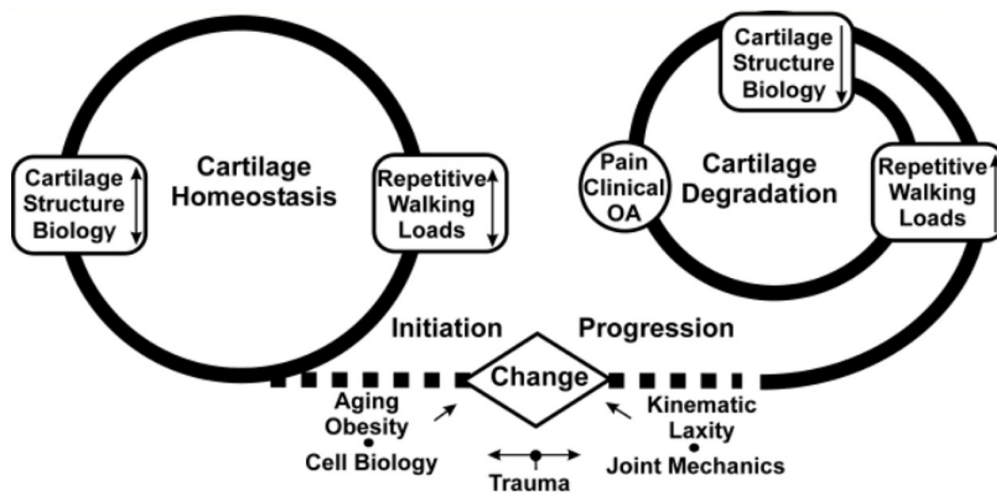 Cartilage
Homeostasis
Cartilage
Structure
Biology
Repetitive
Walking
Loads
Cartilage
Structure
Biology
Pain
Clinical
OA
Cartilage
Degradation
Repetitive
Walking
Loads
Initiation
Progression
Change
Aging
Obesity
Cell Biology
Trauma
Kinematic
Laxity
Joint Mechanics